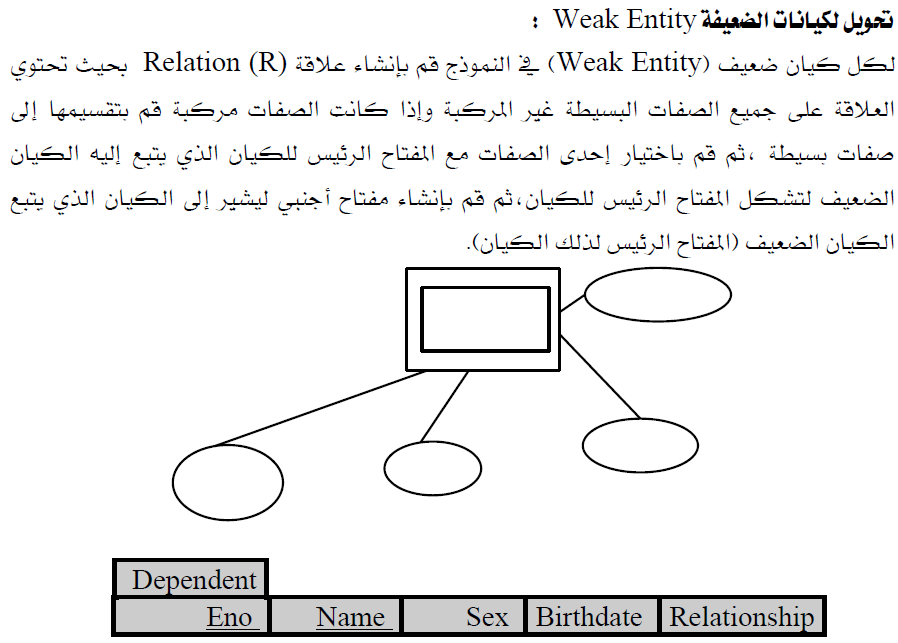 تحويل لكيانات الضعيفة Weak Entity :
لكل كيان ضعيف (Weak Entity) في النموذج قم بإنشاء علاقة Relation (R) بحيث تحتوي
العلاقة على جميع الصفات البسيطة غير المركبة وإذا كانت الصفات مركبة قم بتقسيمها إلى
صفات بسيطة ،ثم قم باختيار إحدى الصفات مع المفتاح الرئيس للكيان الذي يتبع إليه الكيان
الضعيف لتشكل المفتاح الرئيس للكيان،ثم قم بإنشاء مفتاح أجنبي ليشير إلى الكيان الذي يتبع
الكيان الضعيف (المفتاح الرئيس لذلك الكيان).
Dependent
Eno Name Sex Birthdate Relationship